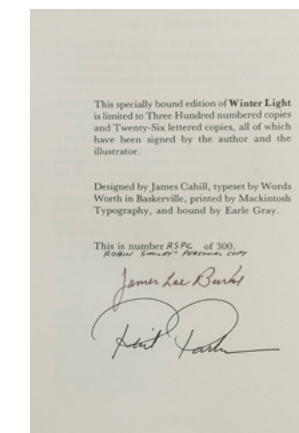 This specially bound edition of Winter Light
is limited to Three Hundred numbered copies
and Twenty-Six lettered copies, all of which
have been signed by the author and the
illustrator.
Designed by James Cahill, typeset by Words
Worth in Baskerville, printed by Mackintosh
Typography, and bound by Earle Gray.
This is number RSPC of 300.
ROBIN SMILEY'S PERSONAL COPY
James Lee Burke